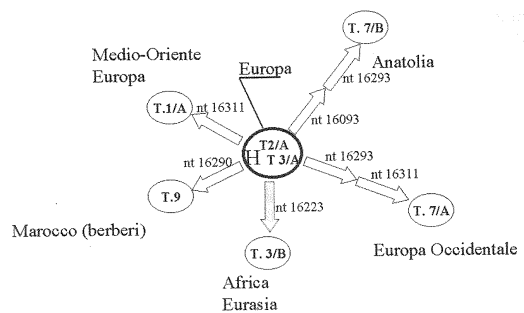 T. 7/B
Medio-Oriente
Europa
Europa
Anatolia
nt 16293
T.1/A
nt 16311
nt 16093
T2/A
H T 3/A
nt 16290
nt 16293
nt 16311
T.9
nt 16223
T. 7/A
Marocco (berberi)
T. 3/B
Europa Occidentale
Africa
Eurasia